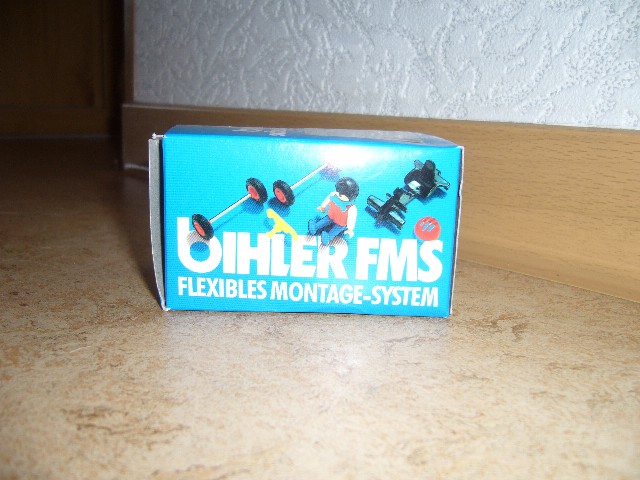 bIHLER FMS
FLEXIBLES MONTAGE-SYSTEM